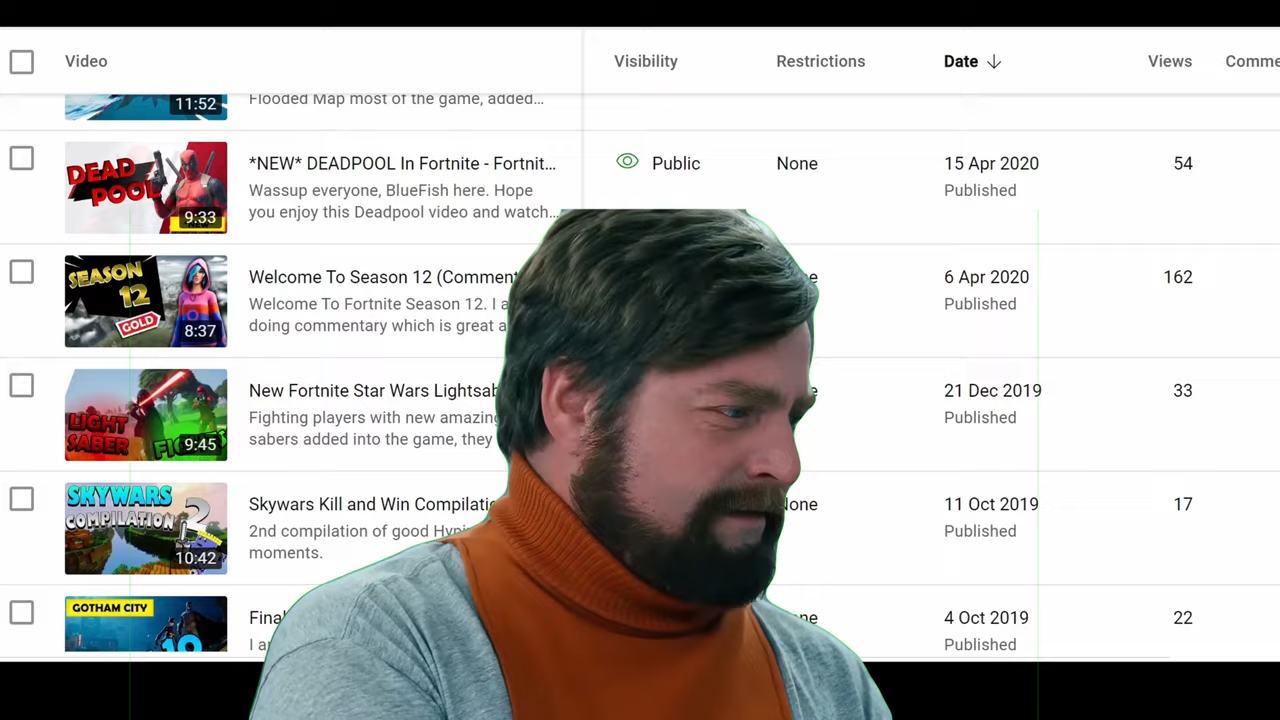 Video Visibility Restrictions Date Views Comme
11:52 Flooded Map most of the game, added...
DEAD POOL 9:33 NEW
*NEW* DEADPOOL In Fortnite - Fortnit... Public None 15 Apr 2020 54
Wassup everyone, BlueFish here. Hope Published
you enjoy this Deadpool video and watch...
SEASON 12 GOLD 8:37
Welcome To Season 12 (Comment 6 Apr 2020 162
Welcome To Fortnite Season 12. I a Published
doing commentary which is great a
LIGHT SABER 9:45
New Fortnite Star Wars Lightsab e 21 Dec 2019 33
Fighting players with new amazing Published
sabers added into the game, they
SKYWARS COMPILATION 2 10:42
Skywars Kill and Win Compilatio None 11 Oct 2019 17
2nd compilation of good Hypi Published
moments.
GOTHAM CITY
Final ne 4 Oct 2019 22
I a Published